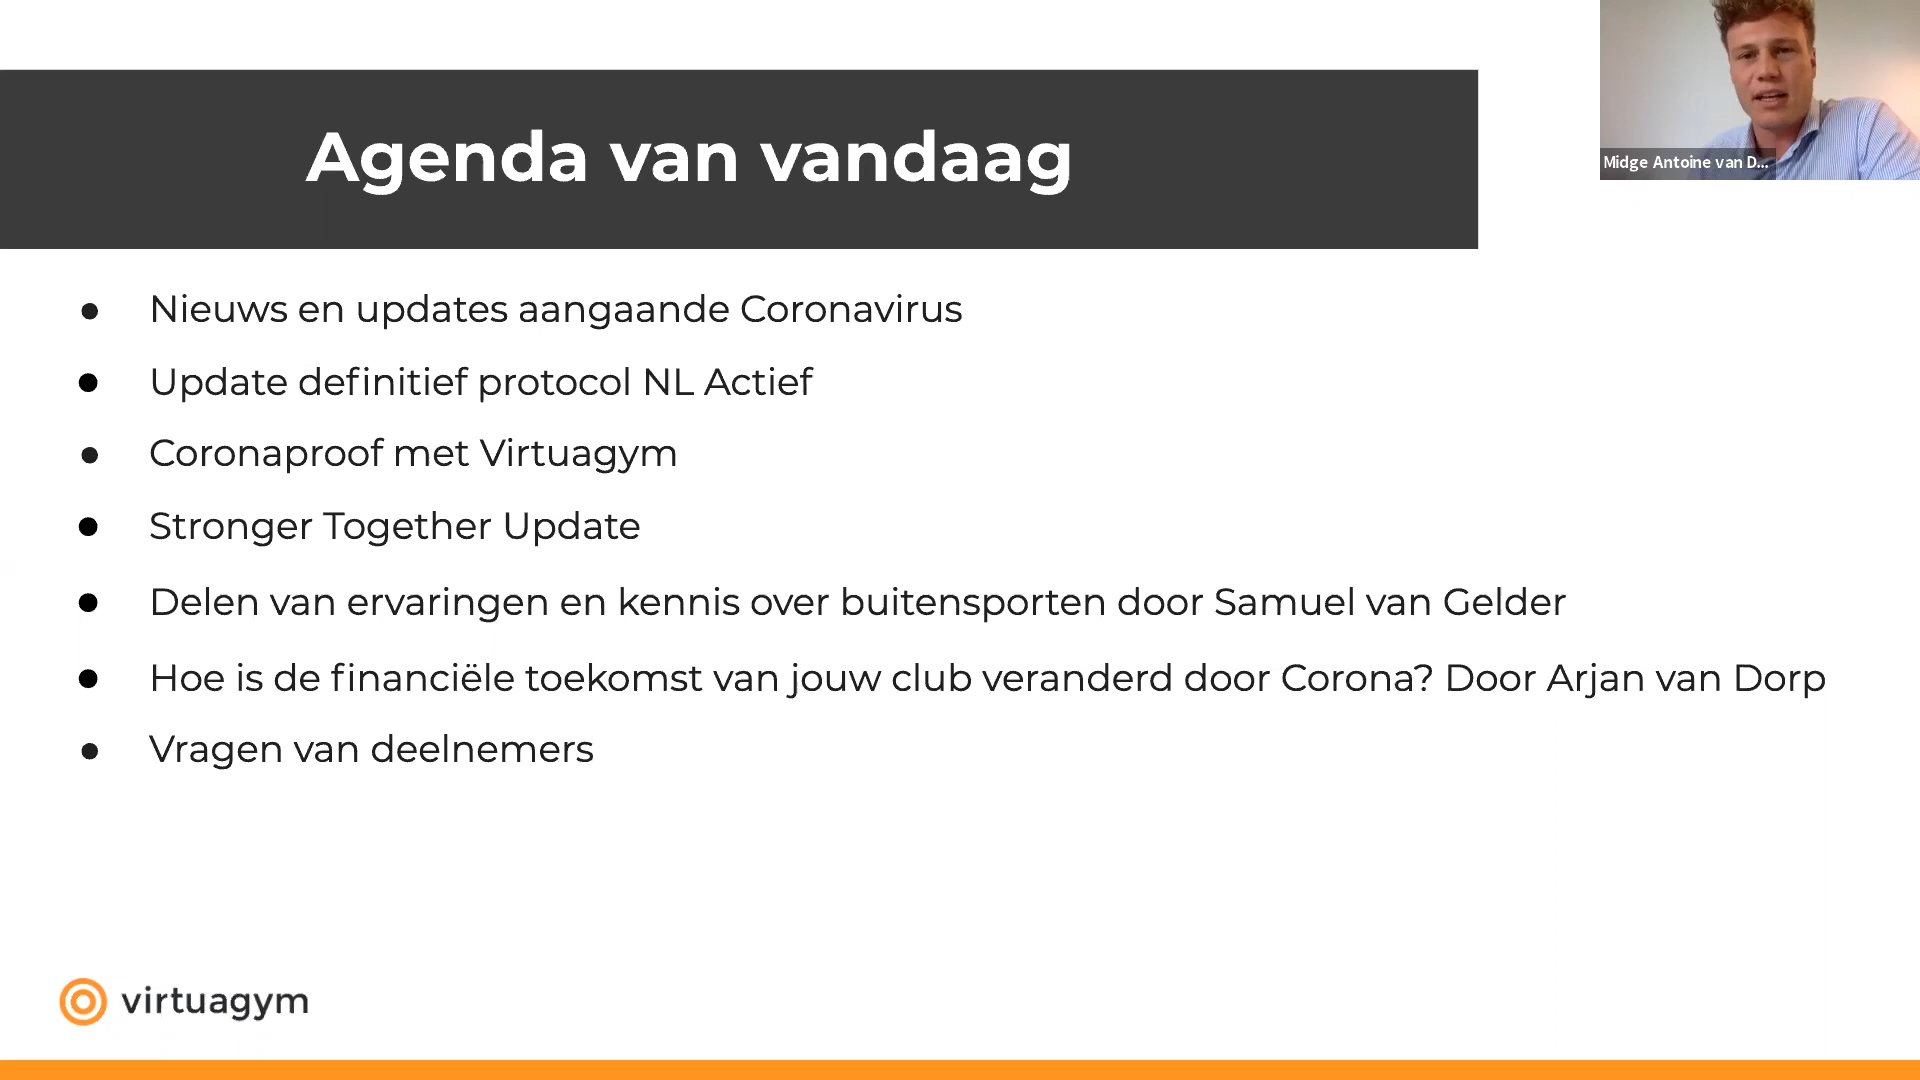 Agenda van vandaag
Midge Antoine van D...
● Nieuws en updates aangaande Coronavirus
● Update definitief protocol NL Actief
● Coronaproof met Virtuagym
● Stronger Together Update
● Delen van ervaringen en kennis over buitensporten door Samuel van Gelder
● Hoe is de financiële toekomst van jouw club veranderd door Corona? Door Arjan van Dorp
● Vragen van deelnemers
virtuagym